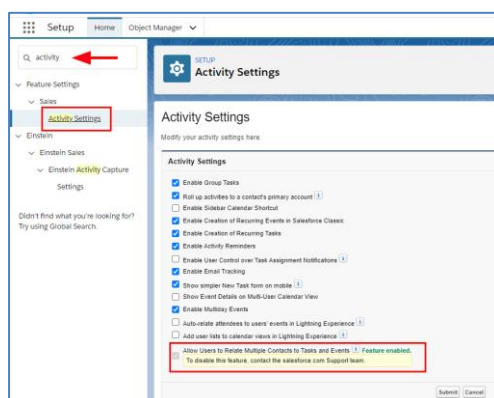 Setup
Home
Object Manager
activity
Feature Settings
Sales
Activity Settings
Einstein
Einstein Sales
Einstein Activity Capture
Settings
Didn't find what you're looking for?
Try using Global Search.
SETUP
Activity Settings
Activity Settings
Modify your activity settings here.
Activity Settings
Enable Group Tasks
Roll up activities to a contact's primary account
Enable Sidebar Calendar Shortcut
Enable Creation of Recurring Events in Salesforce Classic
Enable Creation of Recurring Tasks
Enable Activity Reminders
Enable User Control over Task Assignment Notifications
Enable Email Tracking
Show simpler New Task form on mobile
Show Event Details on Multi-User Calendar View
Enable Multiday Events
Auto-relate attendees to users' events in Lightning Experience
Add user lists to calendar views in Lightning Experience
Allow Users to Relate Multiple Contacts to Tasks and Events Feature enabled.
To disable this feature, contact the salesforce.com Support team.
Submit Cancel